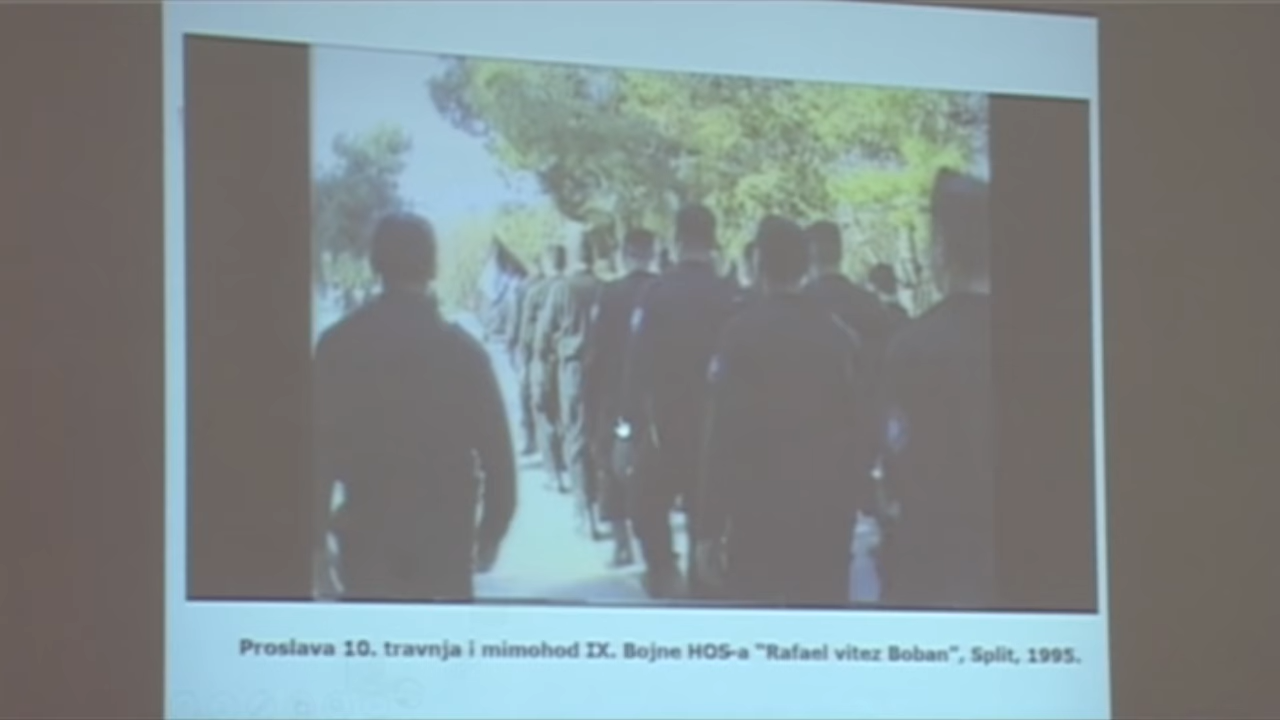 Proslava 10. travnja i mimohod IX. Bojne HOS-a "Rafael vitez Boban", Split, 1995.